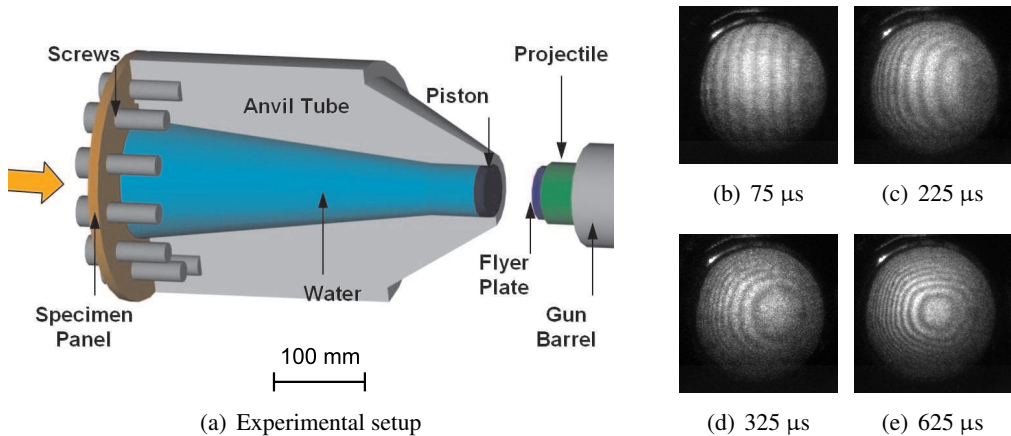 Screws
Projectile
Anvil Tube
Piston
Flyer
Plate
Water
Specimen
Panel
Gun
Barrel
100 mm
(a) Experimental setup
(b) 75 μs
(c) 225 μs
(d) 325 μs
(e) 625 μs